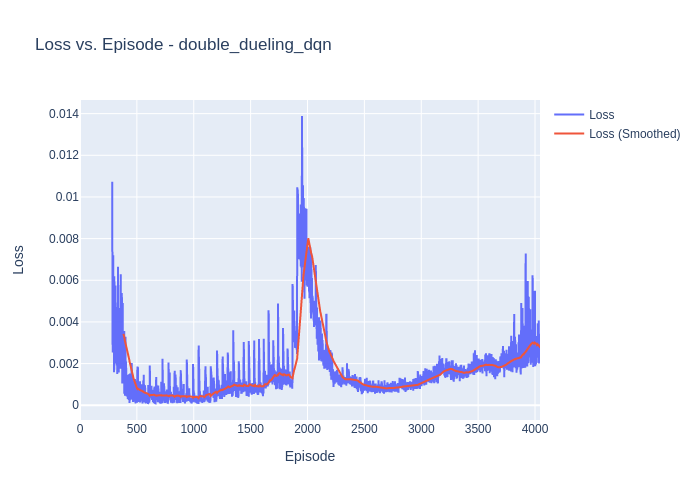 Loss vs. Episode - double_dueling_dqn
Loss
Loss (Smoothed)
0.014
0.012
0.01
0.008
0.006
0.004
0.002
0
Loss
0 500 1000 1500 2000 2500 3000 3500 4000
Episode